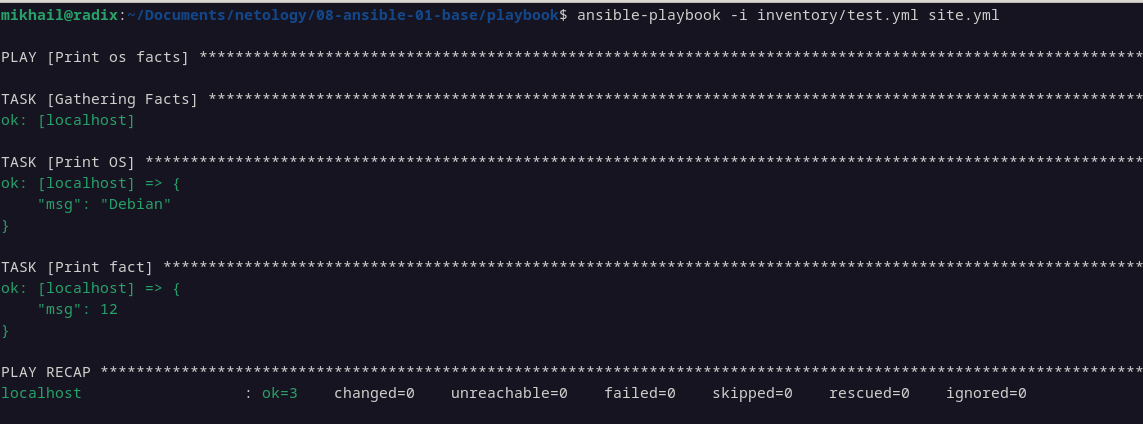 mikhail@radix:~/Documents/netology/08-ansible-01-base/playbook$ ansible-playbook -i inventory/test.yml site.yml
PLAY [Print os facts] *********************************************************************************************************
TASK [Gathering Facts] ********************************************************************************************************
ok: [localhost]
TASK [Print OS] ***************************************************************************************************************
ok: [localhost] => {
    "msg": "Debian"
}
TASK [Print fact] *************************************************************************************************************
ok: [localhost] => {
    "msg": 12
}
PLAY RECAP ********************************************************************************************************************
localhost                  : ok=3    changed=0    unreachable=0    failed=0    skipped=0    rescued=0    ignored=0